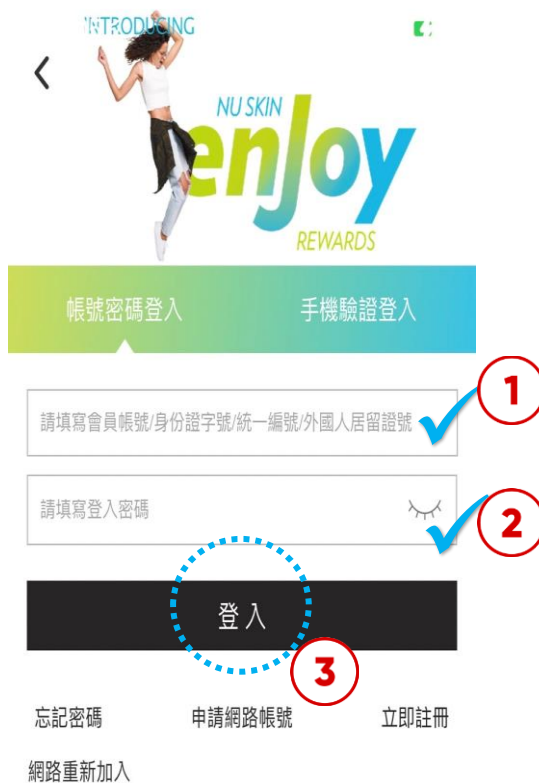 INTRODUCING
NU SKIN
enJoy
REWARDS
帳號密碼登入 手機驗證登入
請填寫會員帳號/身份證字號/統一編號/外國人居留證號
1
請填寫登入密碼
2
登入
3
忘記密碼 申請網路帳號 立即註冊
網路重新加入